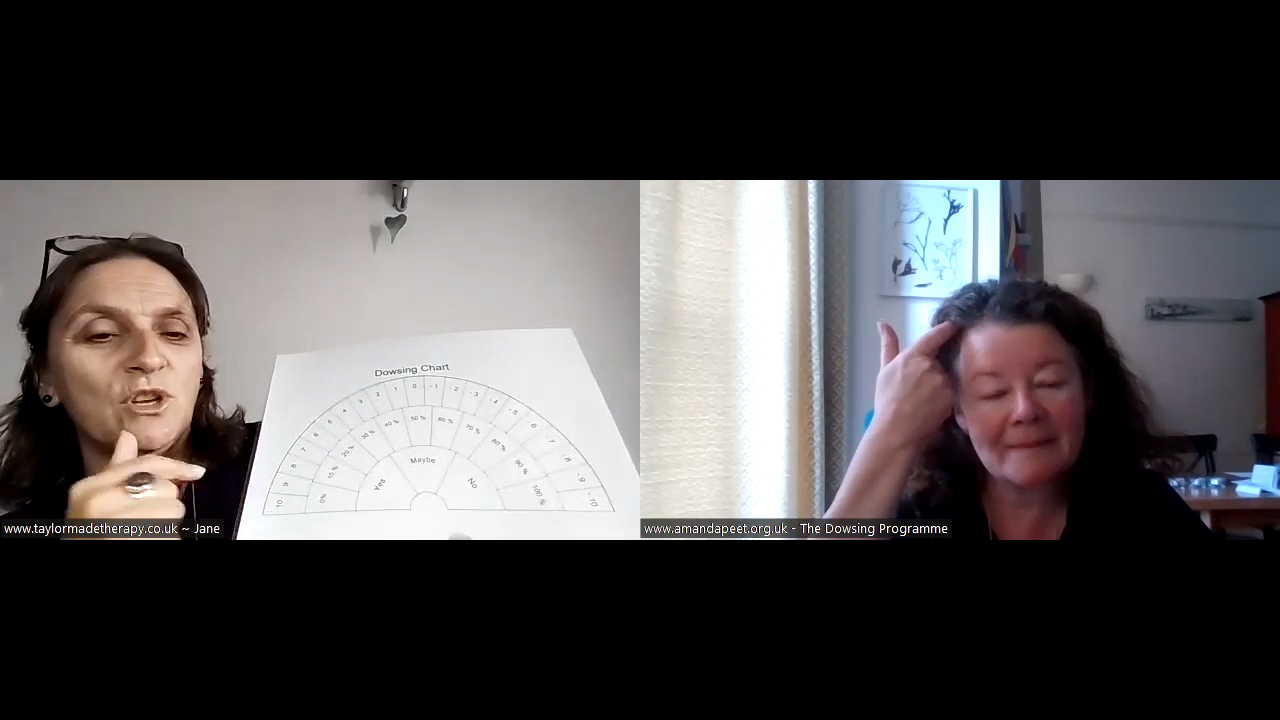 Dowsing Chart
10 9 8 7 6 5 4 3 2 1 0 -1 -2 -3 -4 -5 -6 -7 -8 -9 -10
0% 10 % 20 % 30 % 40 % 50 % 60 % 70 % 80 % 90 % 100 %
Yes Maybe No
www.taylormadetherapy.co.uk ~ Jane
www.amandapeet.org.uk - The Dowsing Programme